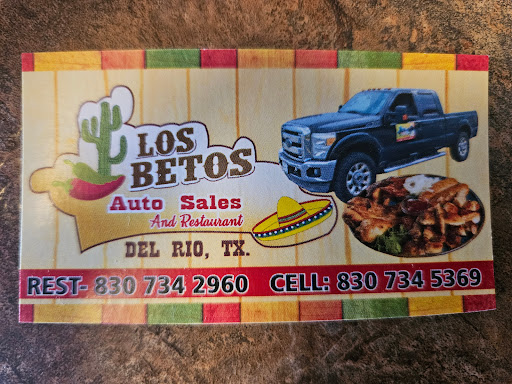 LOS
BETOS
Auto Sales
And Restaurant
DEL RIO, TX.
REST- 830 734 2960 CELL: 830 734 5369